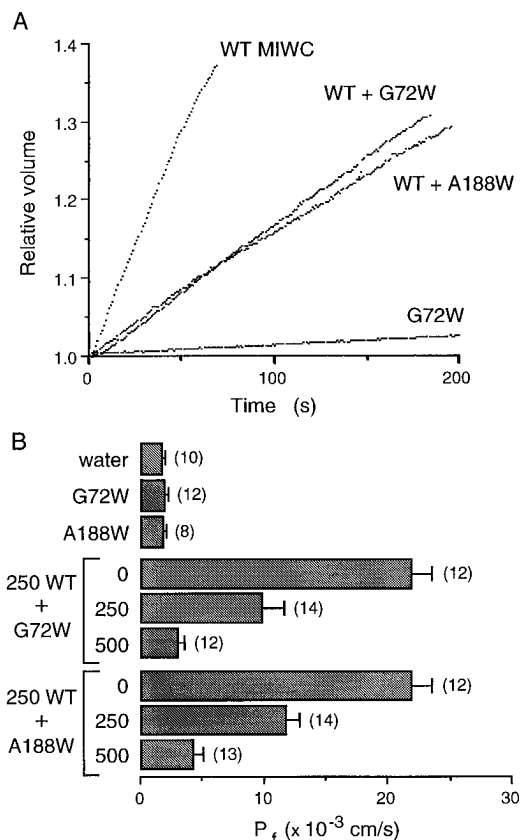 A
1.4
1.3
1.2
1.1
1.0
Relative volume
WT MIWC
WT + G72W
WT + A188W
G72W
0
100
200
Time (s)
B
water (10)
G72W (12)
A188W (8)
250 WT
+
G72W
0 (12)
250 (14)
500 (12)
250 WT
+
A188W
0 (12)
250 (14)
500 (13)
0 10 20 30
Pf (x 10-3 cm/s)